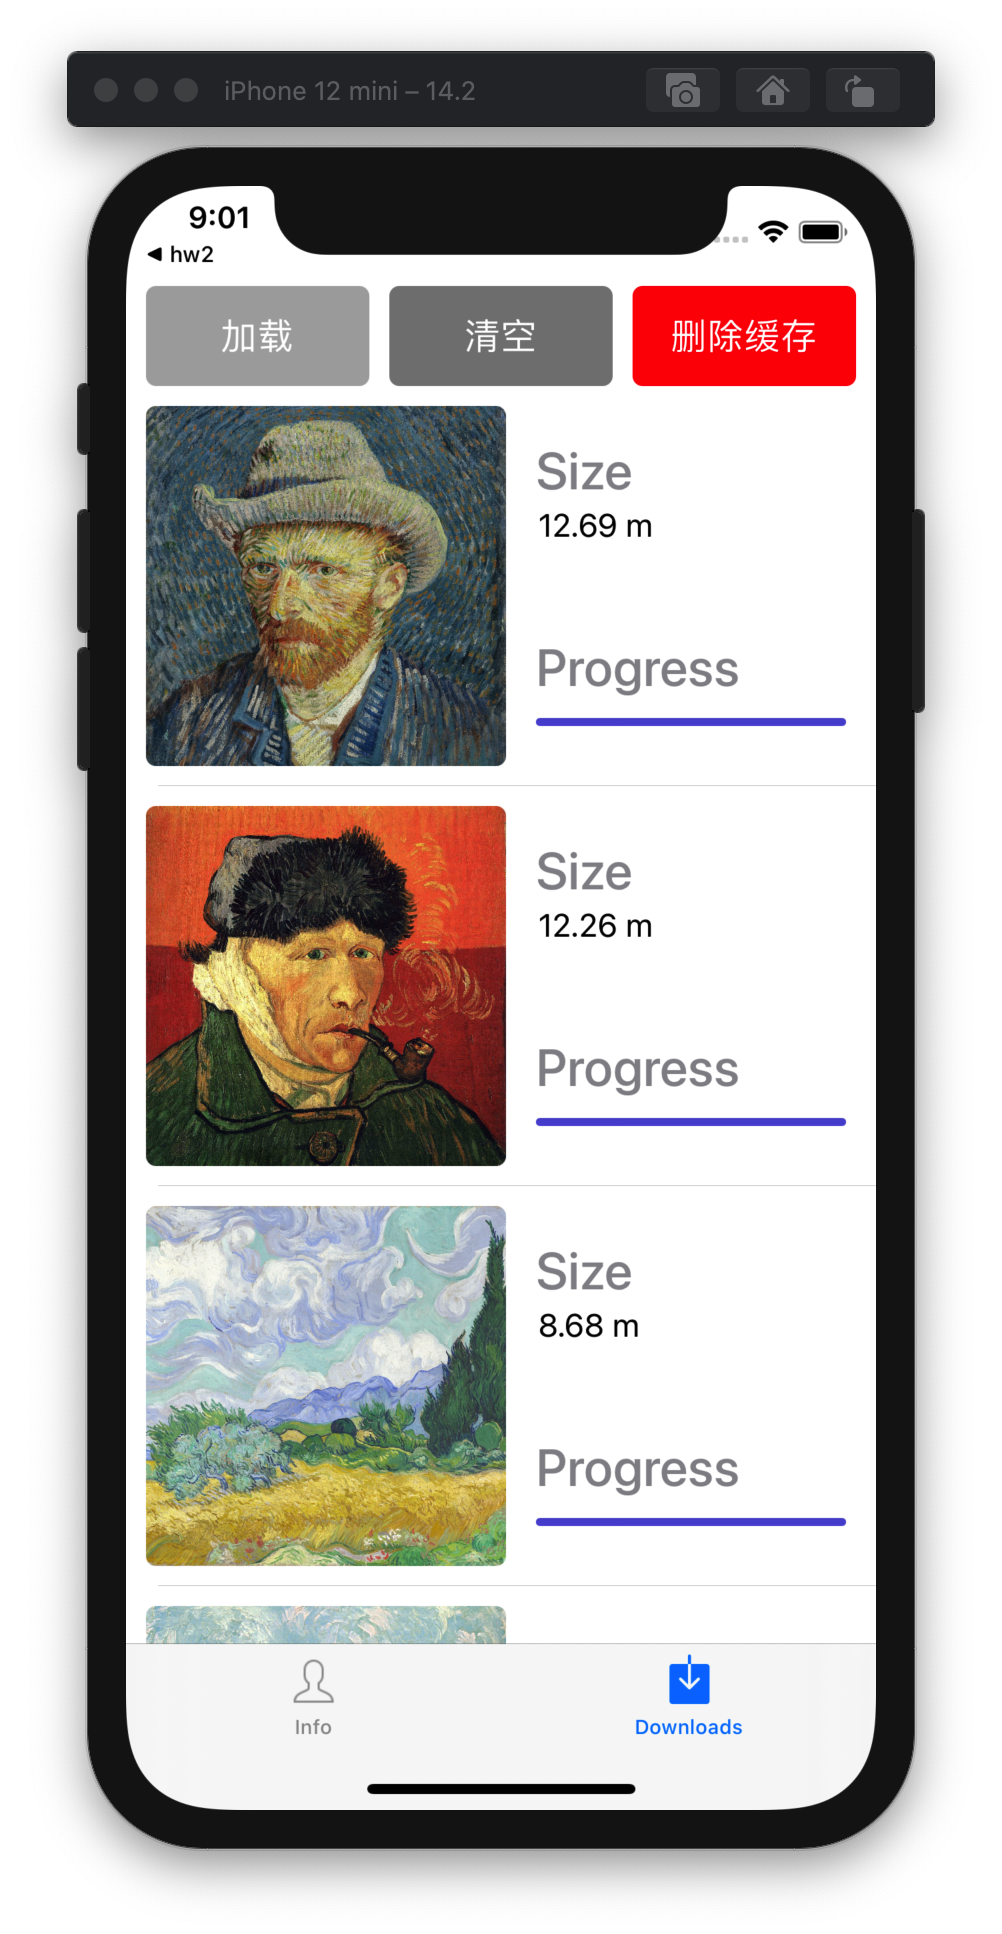 iPhone 12 mini – 14.2
9:01
◀ hw2
加载
清空
删除缓存
Size
12.69 m
Progress
Size
12.26 m
Progress
Size
8.68 m
Progress
Info
Downloads